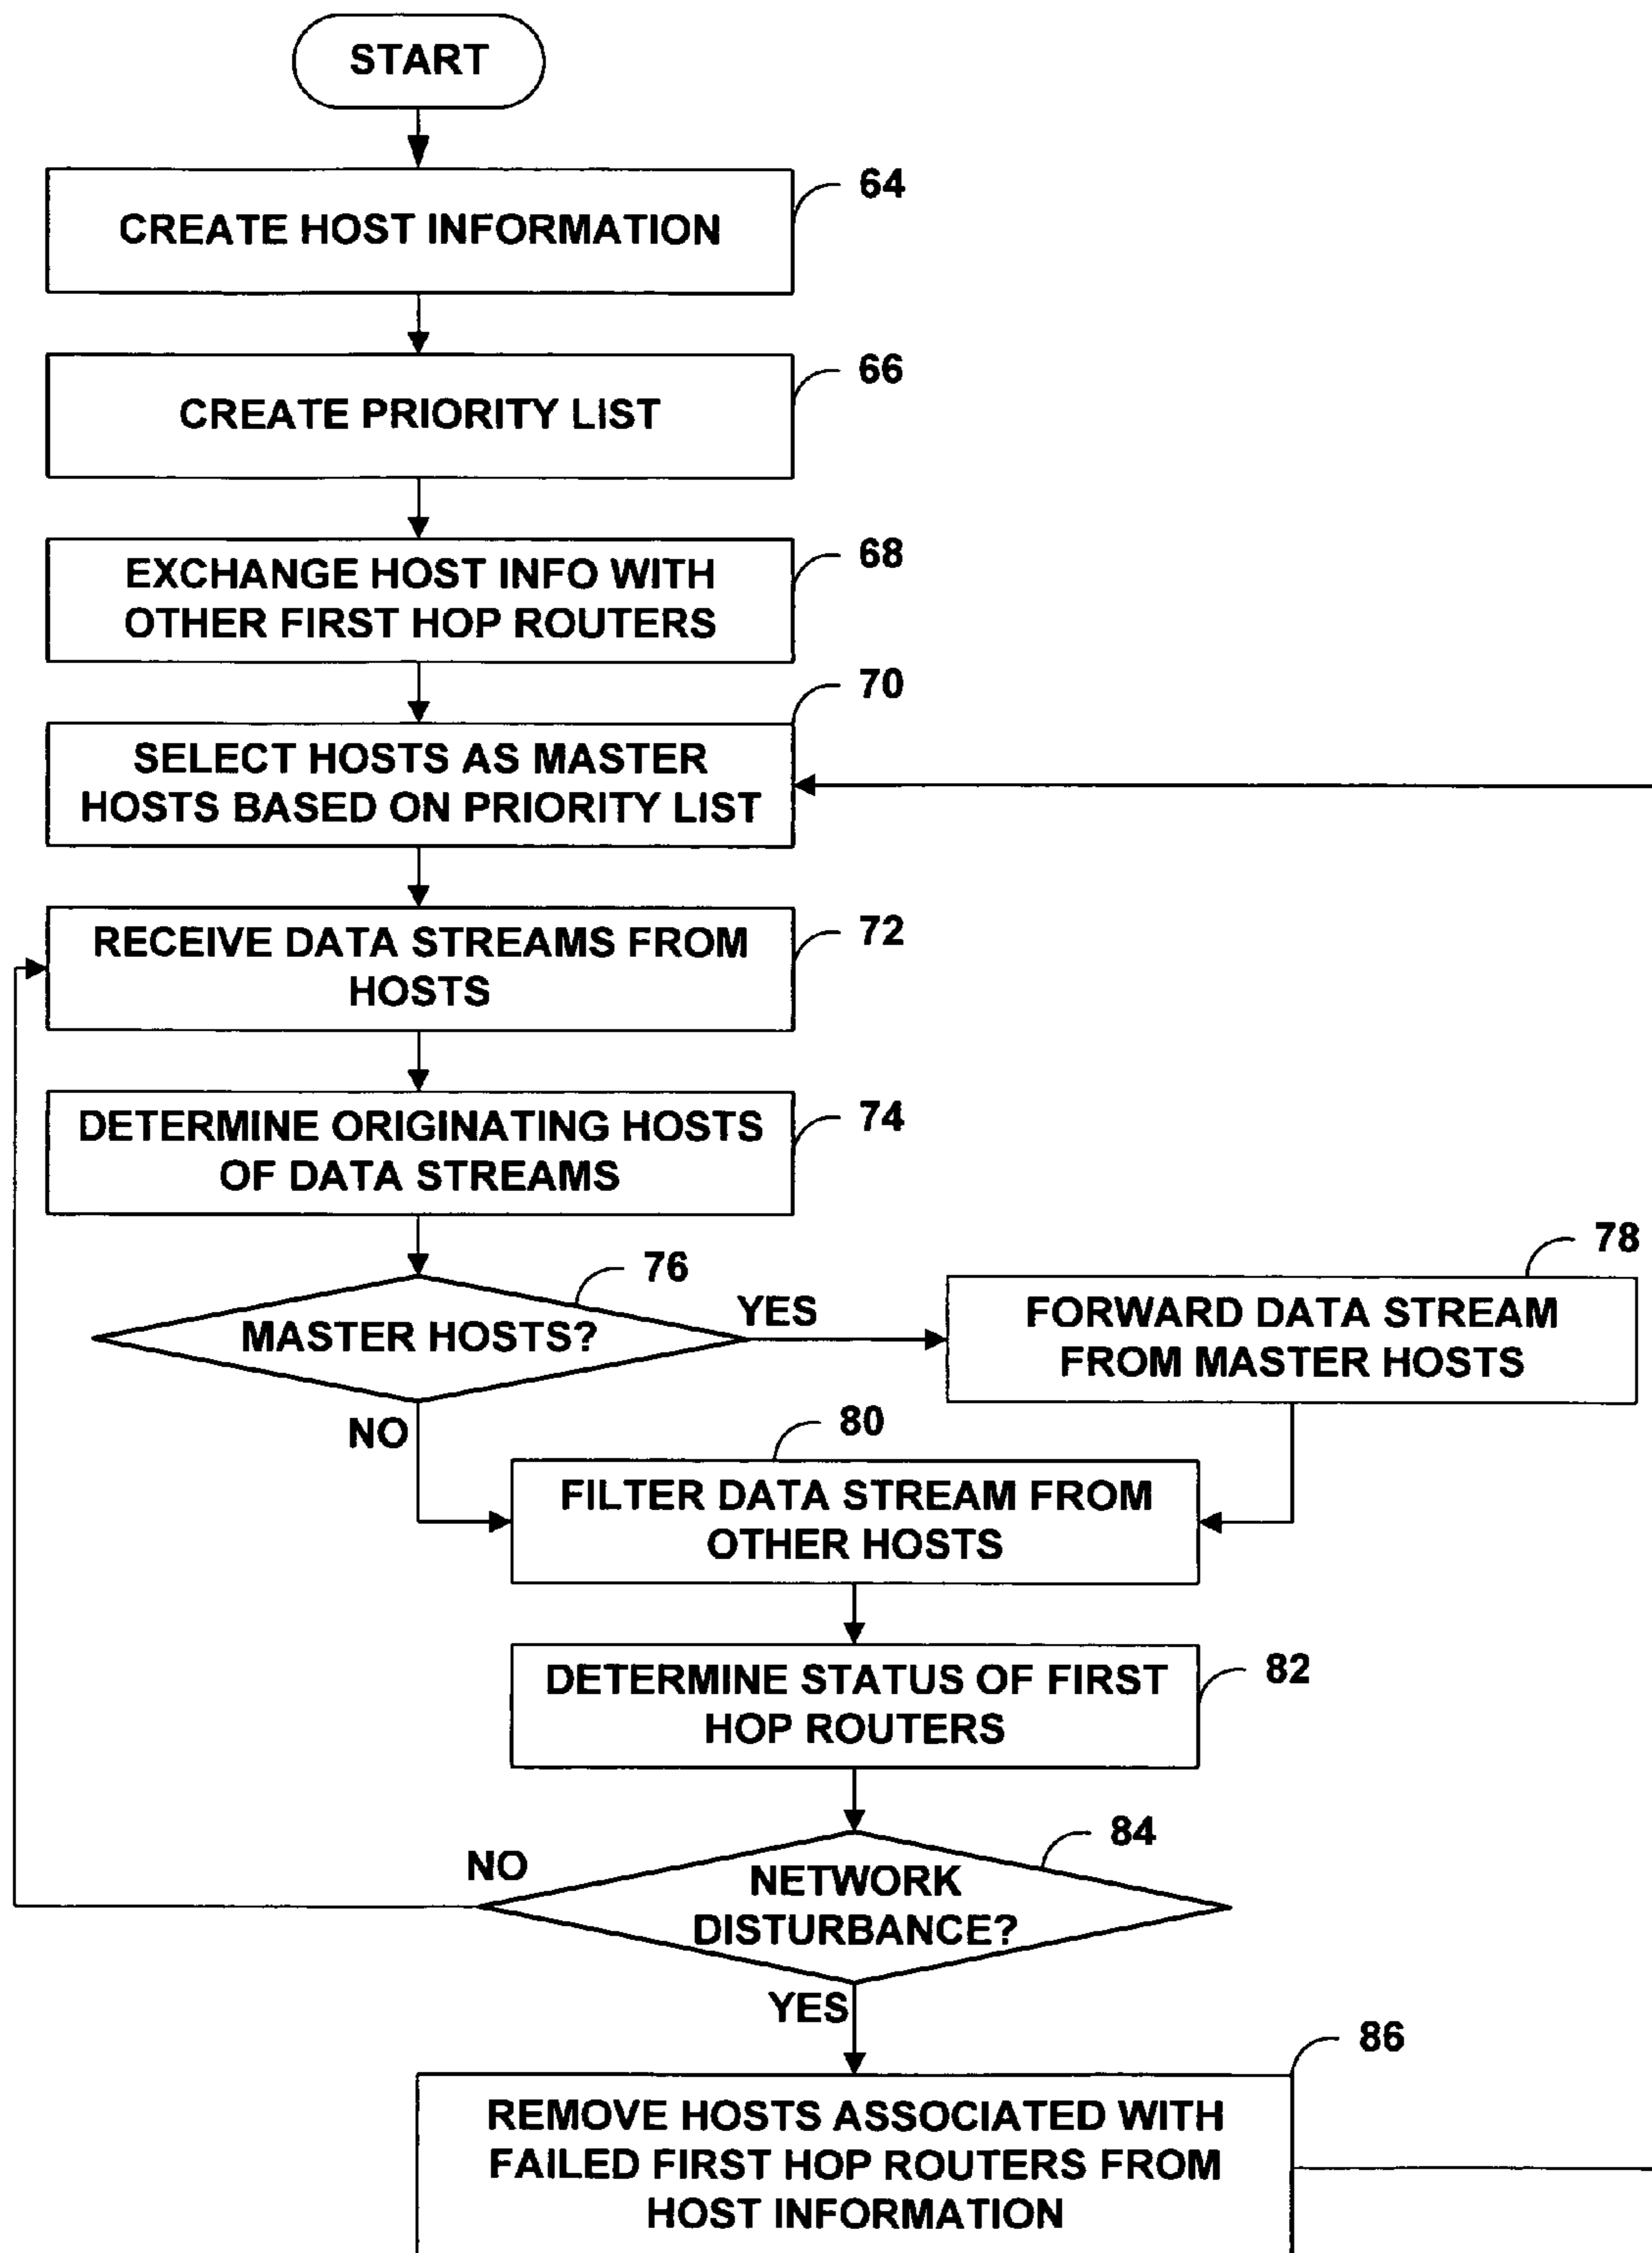 START
64
CREATE HOST INFORMATION
66
CREATE PRIORITY LIST
68
EXCHANGE HOST INFO WITH
OTHER FIRST HOP ROUTERS
70
SELECT HOSTS AS MASTER
HOSTS BASED ON PRIORITY LIST
72
RECEIVE DATA STREAMS FROM
HOSTS
74
DETERMINE ORIGINATING HOSTS
OF DATA STREAMS
76
MASTER HOSTS?
YES
78
FORWARD DATA STREAM
FROM MASTER HOSTS
NO
80
FILTER DATA STREAM FROM
OTHER HOSTS
82
DETERMINE STATUS OF FIRST
HOP ROUTERS
84
NO
NETWORK
DISTURBANCE?
YES
86
REMOVE HOSTS ASSOCIATED WITH
FAILED FIRST HOP ROUTERS FROM
HOST INFORMATION